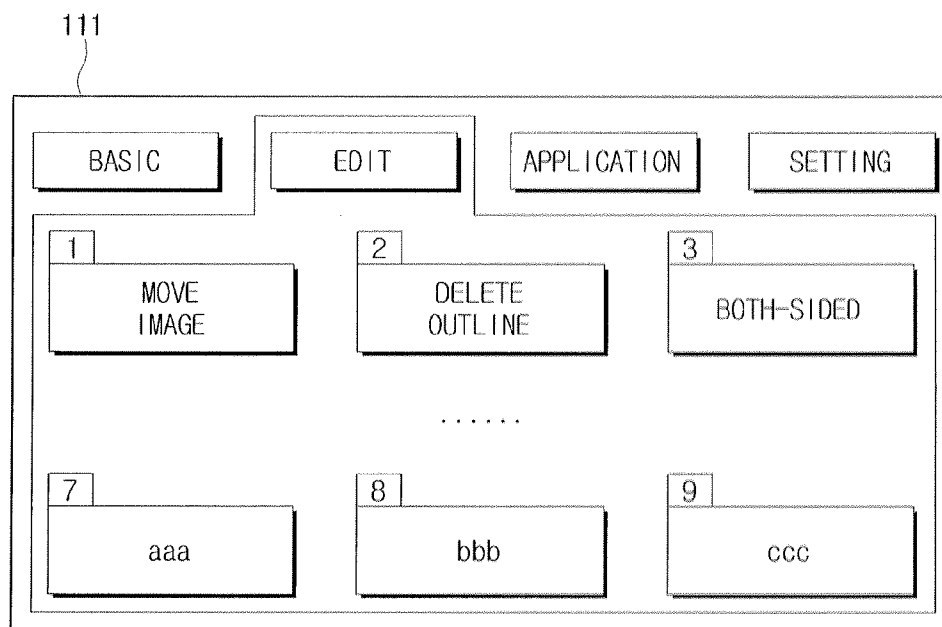 111
BASIC EDIT APPLICATION SETTING
1 2 3
MOVE IMAGE DELETE OUTLINE BOTH-SIDED
......
7 8 9
aaa bbb ccc